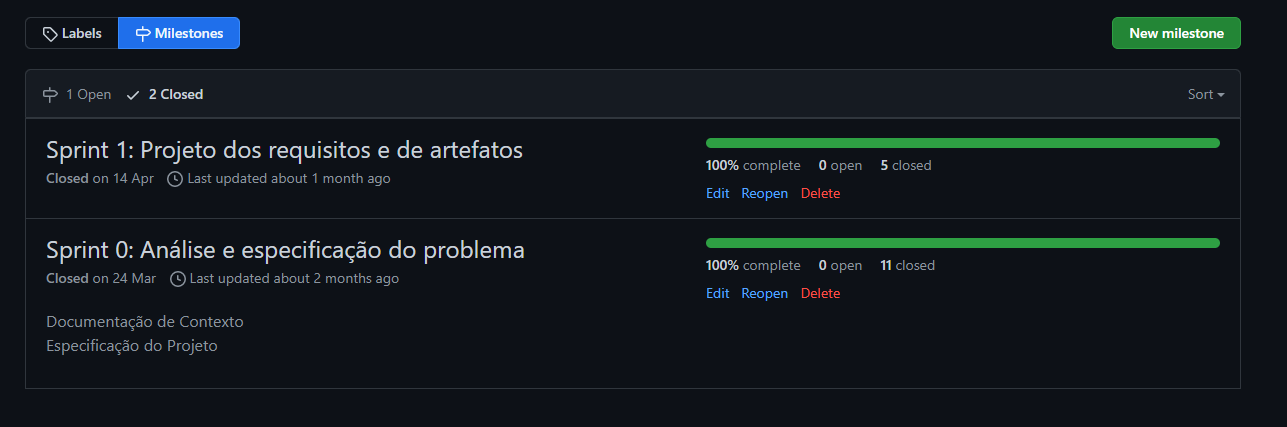 Labels Milestones New milestone
1 Open 2 Closed Sort
Sprint 1: Projeto dos requisitos e de artefatos
Closed on 14 Apr Last updated about 1 month ago
100% complete 0 open 5 closed
Edit Reopen Delete
Sprint 0: Análise e especificação do problema
Closed on 24 Mar Last updated about 2 months ago
100% complete 0 open 11 closed
Edit Reopen Delete
Documentação de Contexto
Especificação do Projeto